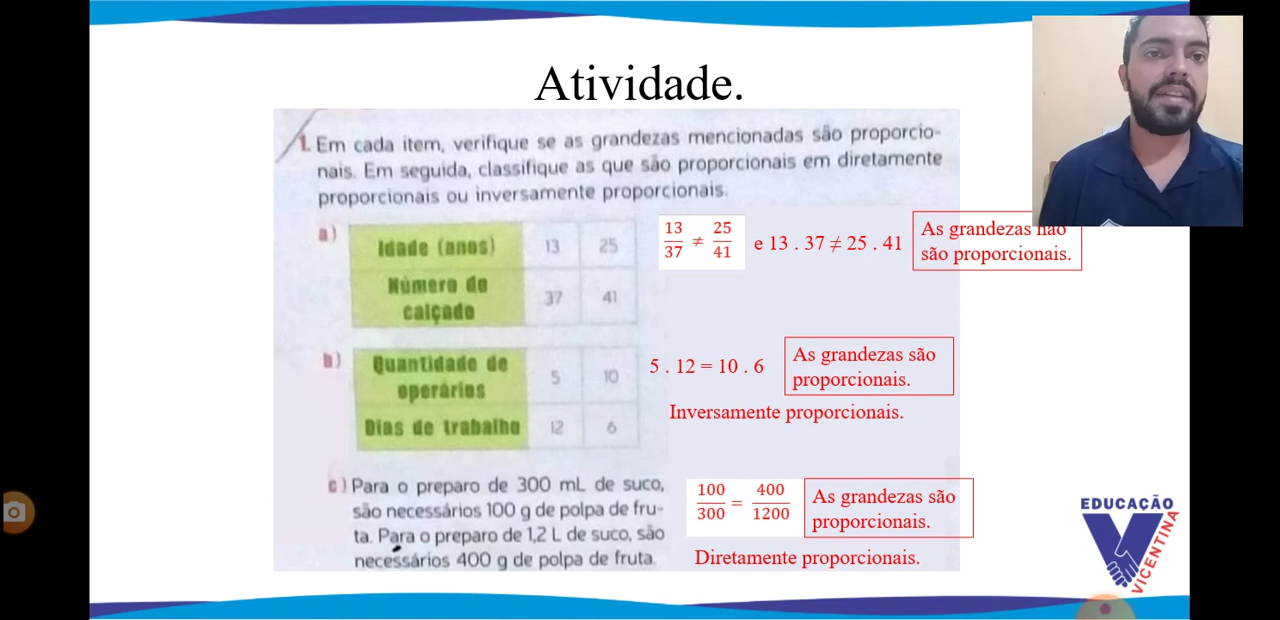 Atividade.
1. Em cada item, verifique se as grandezas mencionadas são proporcio-
nais. Em seguida, classifique as que são proporcionais em diretamente
proporcionais ou inversamente proporcionais.
a) Idade (anos) 13 25
Número do calçado 37 41
13/37 ≠ 25/41 e 13 . 37 ≠ 25 . 41
As grandezas não
são proporcionais.
b) Quantidade de operários 5 10
Dias de trabalho 12 6
5 . 12 = 10 . 6
As grandezas são
proporcionais.
Inversamente proporcionais.
c) Para o preparo de 300 mL de suco,
são necessários 100 g de polpa de fru-
ta. Para o preparo de 1,2 L de suco, são
necessários 400 g de polpa de fruta.
100/300 = 400/1200
As grandezas são
proporcionais.
Diretamente proporcionais.
EDUCAÇÃO
VICENTINA